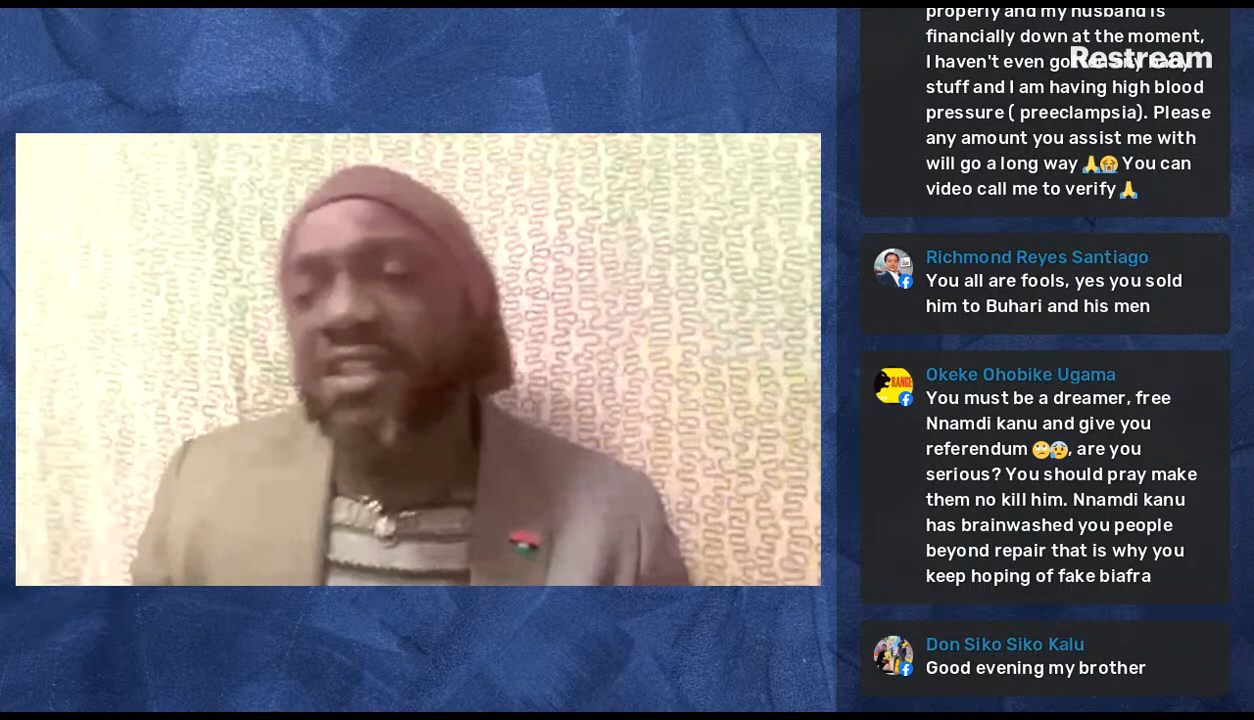 properly and my husband is
financially down at the moment,
Restream
I haven't even go
stuff and I am having high blood
pressure ( preeclampsia). Please
any amount you assist me with
will go a long way 🙏😭 You can
video call me to verify 🙏
Richmond Reyes Santiago
You all are fools, yes you sold
him to Buhari and his men
RANGE
Okeke Ohobike Ugama
You must be a dreamer, free
Nnamdi kanu and give you
referendum 🙄😰, are you
serious? You should pray make
them no kill him. Nnamdi kanu
has brainwashed you people
beyond repair that is why you
keep hoping of fake biafra
Don Siko Siko Kalu
Good evening my brother